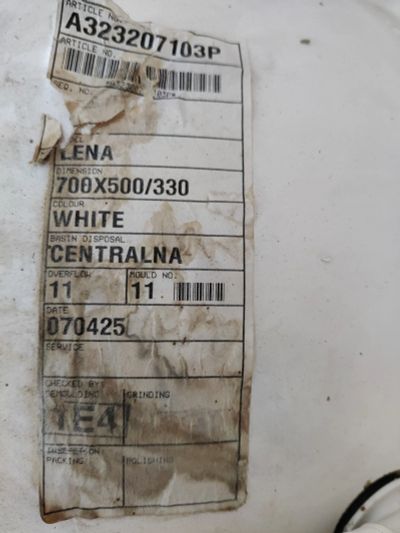 ARTICLE NO.
A323207103P
ARTICLE NO
LENA
DIMENSION
700X500/330
COLOUR
WHITE
BASIN DISPOSAL
CENTRALNA
OVERFLOW MOULD NO.
11 11
DATE
070425
SERVICE
CHECKED BY:
DEMOULDING GRINDING
1E4
PACKING POLISHING